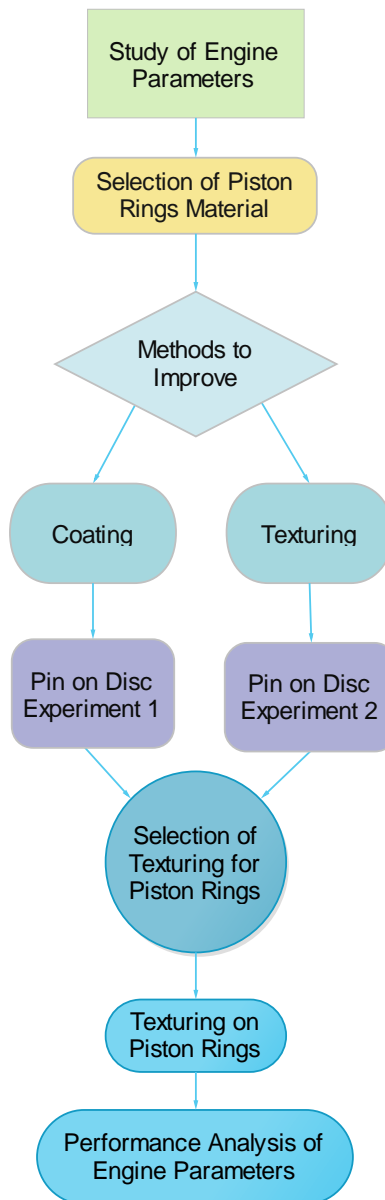 Study of Engine
Parameters
Selection of Piston
Rings Material
Methods to
Improve
Coating
Texturing
Pin on Disc
Experiment 1
Pin on Disc
Experiment 2
Selection of
Texturing for
Piston Rings
Texturing on
Piston Rings
Performance Analysis of
Engine Parameters